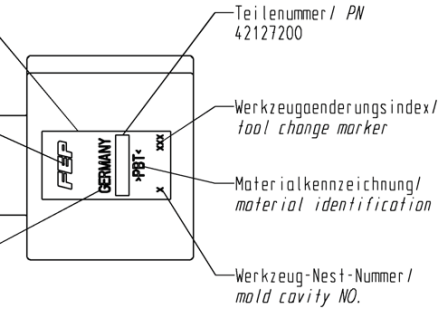 Teilenummer/ PN
42127200
Werkzeugaenderungsindex/
tool change marker
Materialkennzeichnung/
material identification
Werkzeug-Nest-Nummer/
mold cavity NO.
FEP
GERMANY
>PBT<
xxx
x